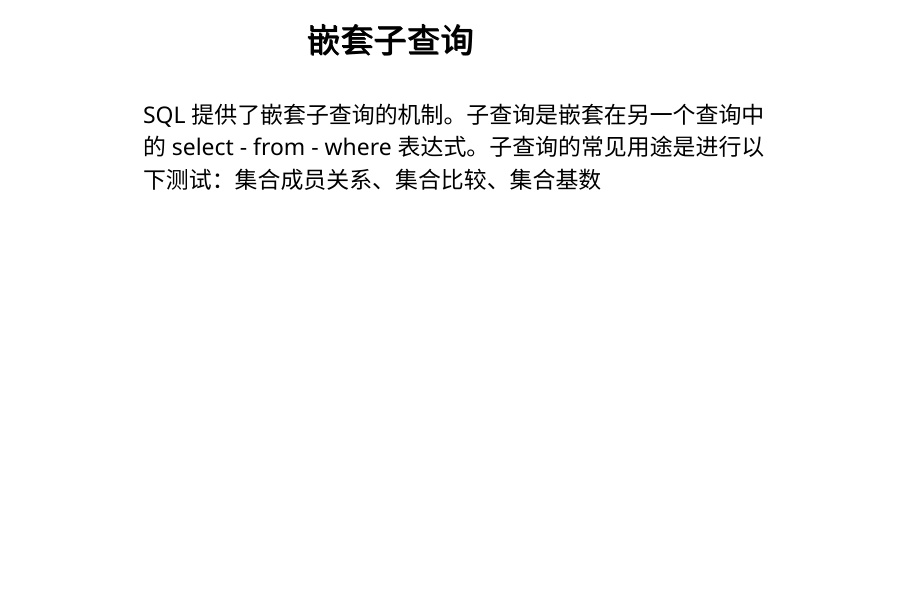 嵌套子查询
SQL 提供了嵌套子查询的机制。子查询是嵌套在另一个查询中
的 select - from - where 表达式。子查询的常见用途是进行以
下测试：集合成员关系、集合比较、集合基数